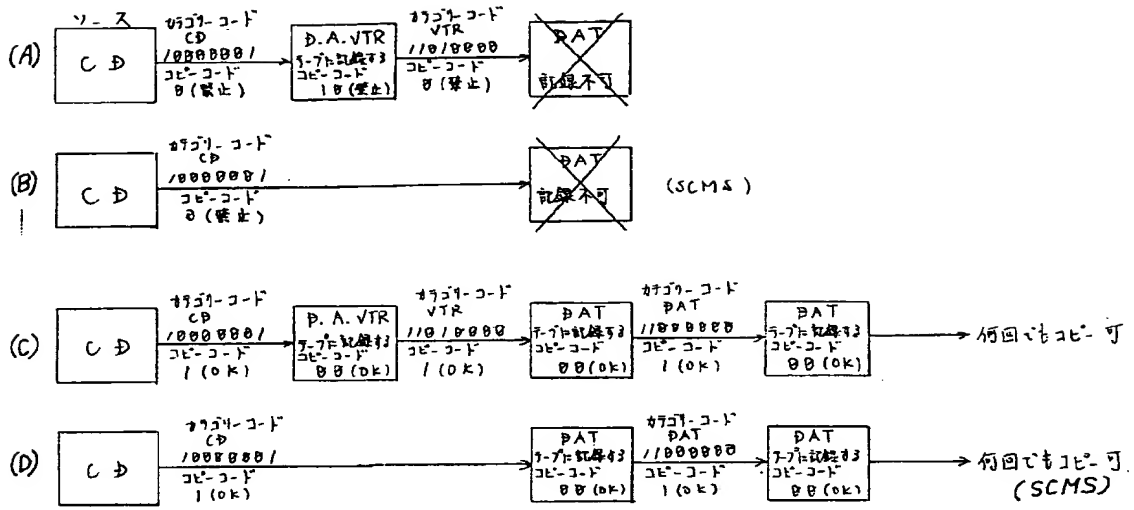 ソース
カテゴリーコード
CD
10000001
コピーコード
0(禁止)
カテゴリーコード
VTR
11010000
コピーコード
0(禁止)
(A)
CD
D.A.VTR
テープに記録する
コピーコード
10(禁止)
DAT
記録不可
カテゴリーコード
CD
10000001
コピーコード
0(禁止)
(B)
CD
DAT
記録不可
(SCMS)
カテゴリーコード
CD
10000001
コピーコード
1(OK)
カテゴリーコード
VTR
11010000
コピーコード
1(OK)
カテゴリーコード
DAT
11000000
コピーコード
1(OK)
(C)
CD
D.A.VTR
テープに記録する
コピーコード
00(OK)
DAT
テープに記録する
コピーコード
00(OK)
DAT
テープに記録する
コピーコード
00(OK)
何回でもコピー可
カテゴリーコード
CD
10000001
コピーコード
1(OK)
カテゴリーコード
DAT
11000000
コピーコード
1(OK)
(D)
CD
DAT
テープに記録する
コピーコード
00(OK)
DAT
テープに記録する
コピーコード
00(OK)
何回でもコピー可
(SCMS)